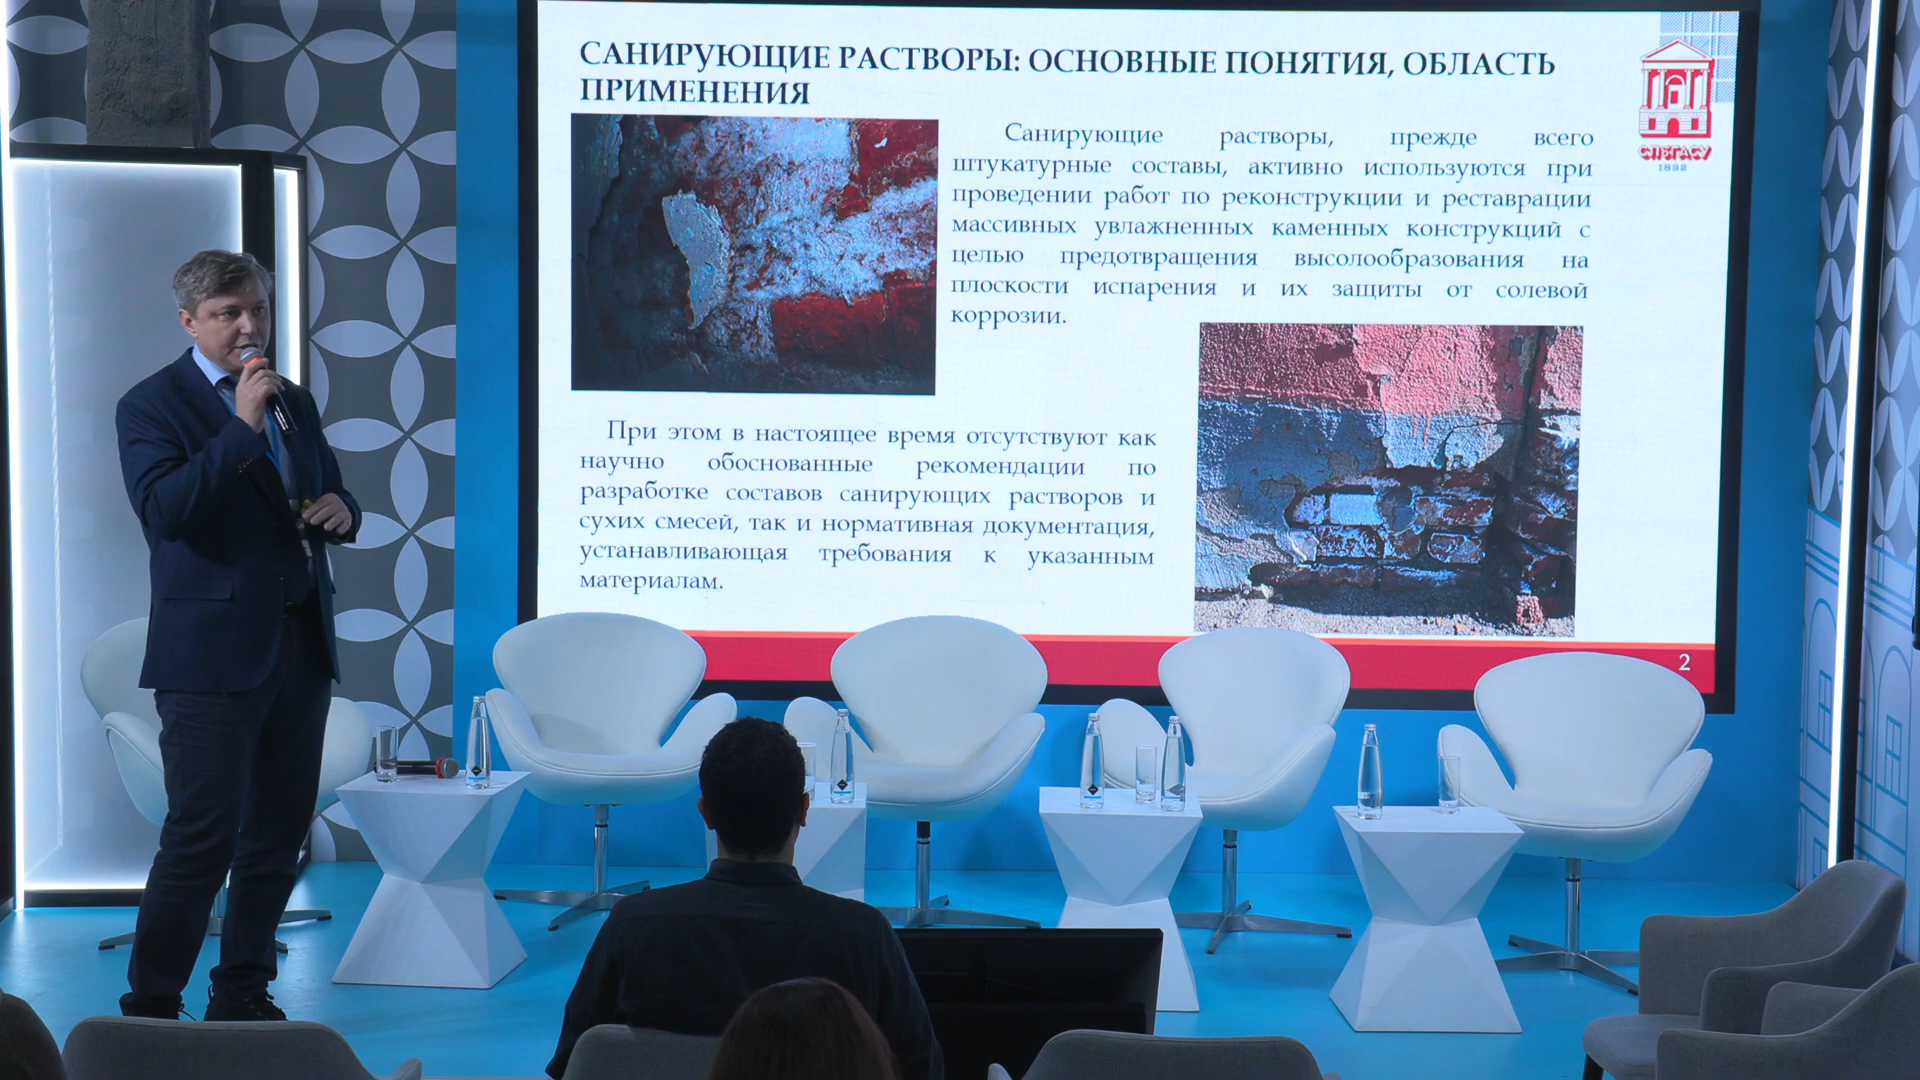 САНИРУЮЩИЕ РАСТВОРЫ: ОСНОВНЫЕ ПОНЯТИЯ, ОБЛАСТЬ
ПРИМЕНЕНИЯ
Санирующие растворы, прежде всего
штукатурные составы, активно используются при
проведении работ по реконструкции и реставрации
массивных увлажненных каменных конструкций с
целью предотвращения высолообразования на
плоскости испарения и их защиты от солевой
коррозии.
СПбГАСУ
1832
При этом в настоящее время отсутствуют как
научно обоснованные рекомендации по
разработке составов санирующих растворов и
сухих смесей, так и нормативная документация,
устанавливающая требования к указанным
материалам.
2